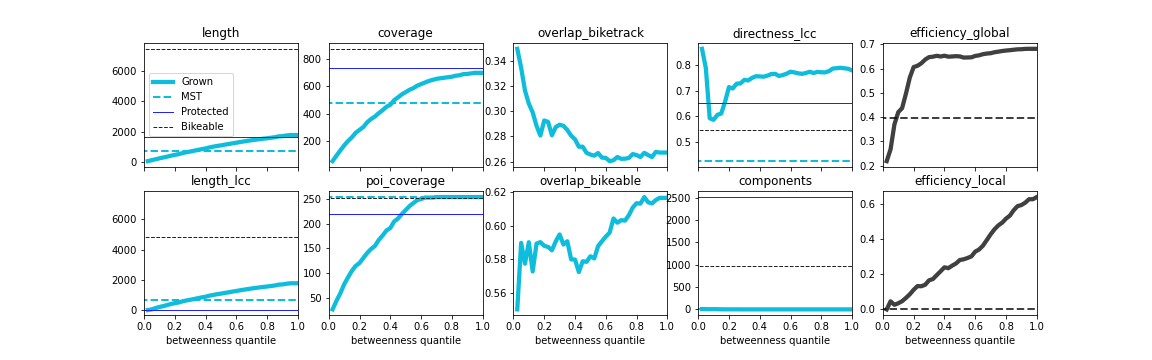 length
6000
4000
2000
0
Grown
MST
Protected
Bikeable
coverage
800
600
400
200
overlap_biketrack
0.34
0.32
0.30
0.28
0.26
directness_lcc
0.8
0.7
0.6
0.5
efficiency_global
0.7
0.6
0.5
0.4
0.3
0.2
length_lcc
6000
4000
2000
0
0.0 0.2 0.4 0.6 0.8 1.0
betweenness quantile
poi_coverage
250
200
150
100
50
0.0 0.2 0.4 0.6 0.8 1.0
betweenness quantile
overlap_bikeable
0.62
0.60
0.58
0.56
0.0 0.2 0.4 0.6 0.8 1.0
betweenness quantile
components
2500
2000
1500
1000
500
0
0.0 0.2 0.4 0.6 0.8 1.0
betweenness quantile
efficiency_local
0.6
0.4
0.2
0.0
0.0 0.2 0.4 0.6 0.8 1.0
betweenness quantile